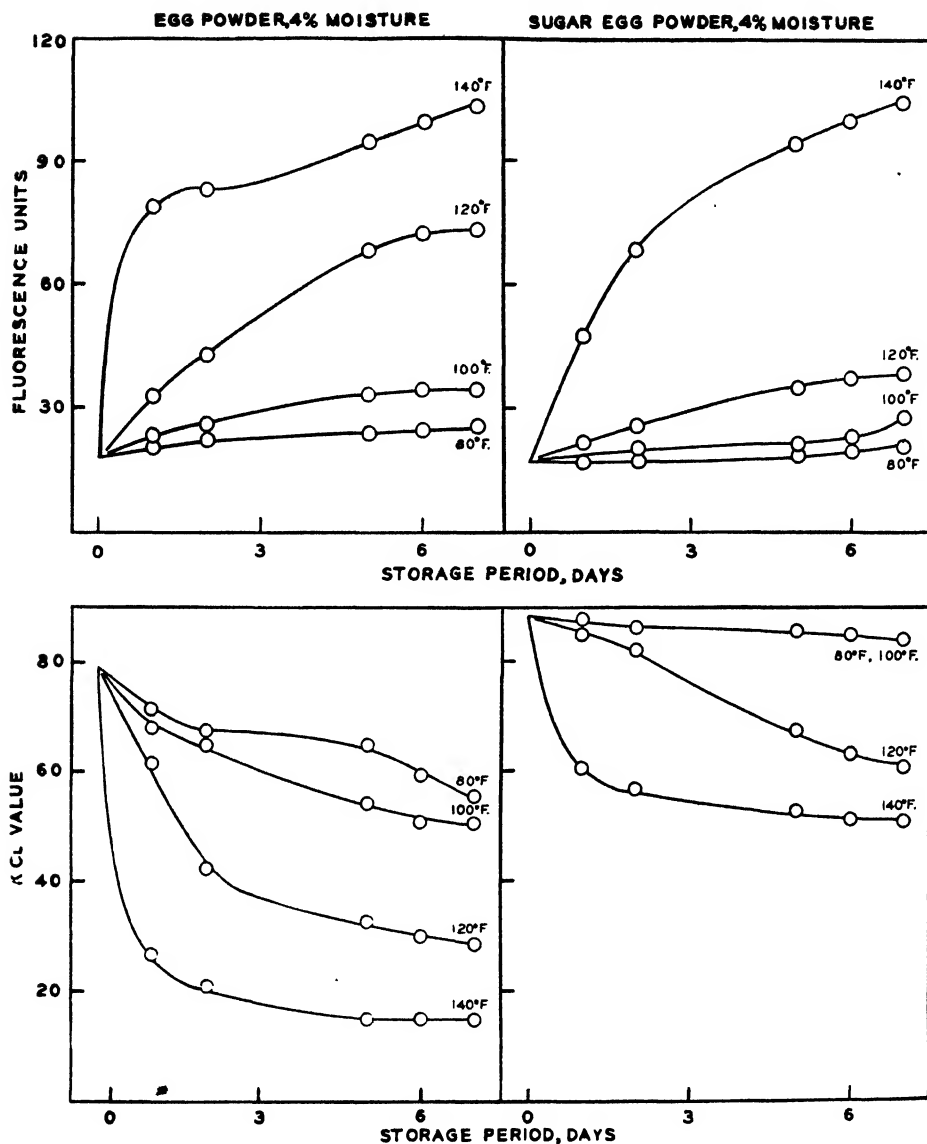 EGG POWDER,4% MOISTURE
SUGAR EGG POWDER,4% MOISTURE
120
90
60
30
FLUORESCENCE UNITS
140°F
120°F
100°F.
80°F.
140°F
120°F.
100°F
80°F
0 3 6 0 3 6
STORAGE PERIOD, DAYS
80
60
40
20
KCL VALUE
80°F
100°F.
120°F
140°F
80°F, 100°F.
120°F
140°F.
0 3 6 0 3 6
STORAGE PERIOD, DAYS